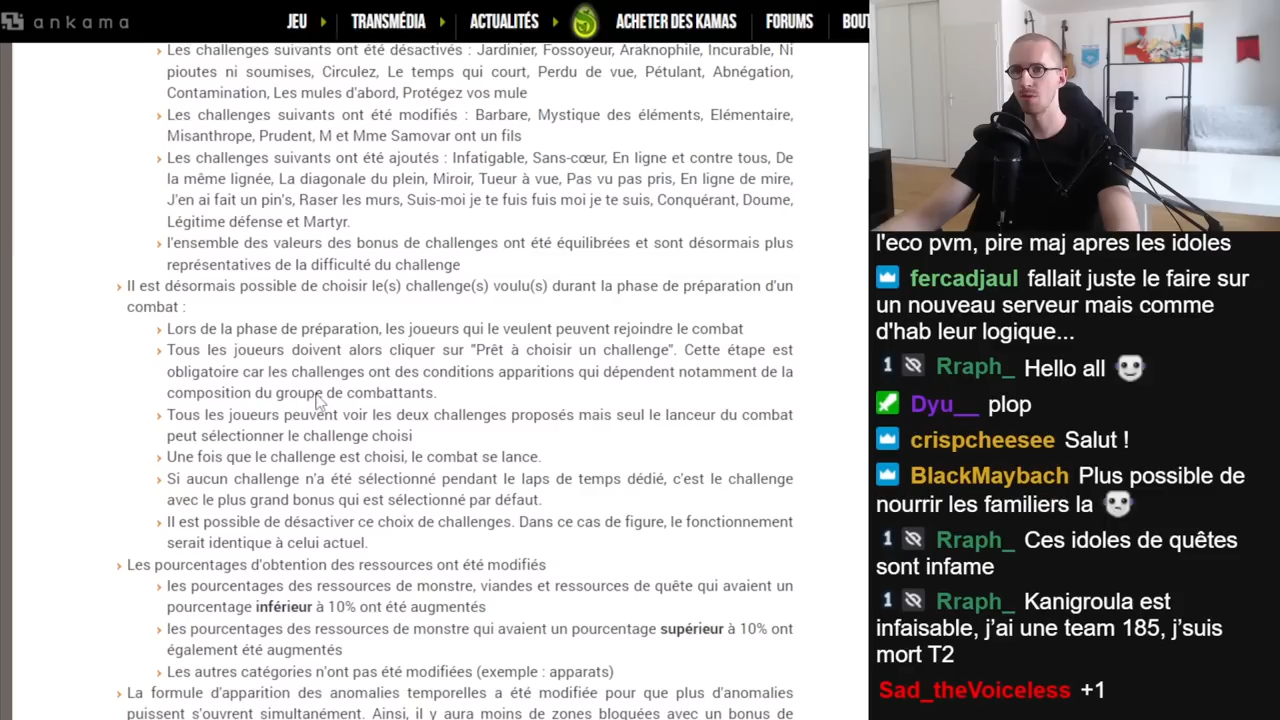 ankama
JEU
TRANSMÉDIA
ACTUALITÉS
ACHETER DES KAMAS
FORUMS
BOUT
Les challenges suivants ont été désactivés : Jardinier, Fossoyeur, Araknophile, Incurable, Ni
pioutes ni soumises, Circulez, Le temps qui court, Perdu de vue, Pétulant, Abnégation,
Contamination, Les mules d'abord, Protégez vos mule
Les challenges suivants ont été modifiés : Barbare, Mystique des éléments, Elémentaire,
Misanthrope, Prudent, M et Mme Samovar ont un fils
Les challenges suivants ont été ajoutés : Infatigable, Sans-cœur, En ligne et contre tous, De
la même lignée, La diagonale du plein, Miroir, Tueur à vue, Pas vu pas pris, En ligne de mire,
J'en ai fait un pin's, Raser les murs, Suis-moi je te fuis fuis moi je te suis, Conquérant, Doume,
Légitime défense et Martyr.
l'ensemble des valeurs des bonus de challenges ont été équilibrées et sont désormais plus
représentatives de la difficulté du challenge
Il est désormais possible de choisir le(s) challenge(s) voulu(s) durant la phase de préparation d'un
combat :
Lors de la phase de préparation, les joueurs qui le veulent peuvent rejoindre le combat
Tous les joueurs doivent alors cliquer sur "Prêt à choisir un challenge". Cette étape est
obligatoire car les challenges ont des conditions apparitions qui dépendent notamment de la
composition du groupe de combattants.
Tous les joueurs peuvent voir les deux challenges proposés mais seul le lanceur du combat
peut sélectionner le challenge choisi
Une fois que le challenge est choisi, le combat se lance.
Si aucun challenge n'a été sélectionné pendant le laps de temps dédié, c'est le challenge
avec le plus grand bonus qui est sélectionné par défaut.
Il est possible de désactiver ce choix de challenges. Dans ce cas de figure, le fonctionnement
serait identique à celui actuel.
Les pourcentages d'obtention des ressources ont été modifiés
les pourcentages des ressources de monstre, viandes et ressources de quête qui avaient un
pourcentage inférieur à 10% ont été augmentés
les pourcentages des ressources de monstre qui avaient un pourcentage supérieur à 10% ont
également été augmentés
Les autres catégories n'ont pas été modifiées (exemple : apparats)
La formule d'apparition des anomalies temporelles a été modifiée pour que plus d'anomalies
puissent s'ouvrent simultanément. Ainsi, il y aura moins de zones bloquées avec un bonus de
l'eco pvm, pire maj apres les idoles
fercadjaul fallait juste le faire sur
un nouveau serveur mais comme
d'hab leur logique...
1 Rraph_ Hello all
Dyu__ plop
crispcheesee Salut !
BlackMaybach Plus possible de
nourrir les familiers la
1 Rraph_ Ces idoles de quêtes
sont infame
1 Rraph_ Kanigroula est
infaisable, j'ai une team 185, j'suis
mort T2
Sad_theVoiceless +1